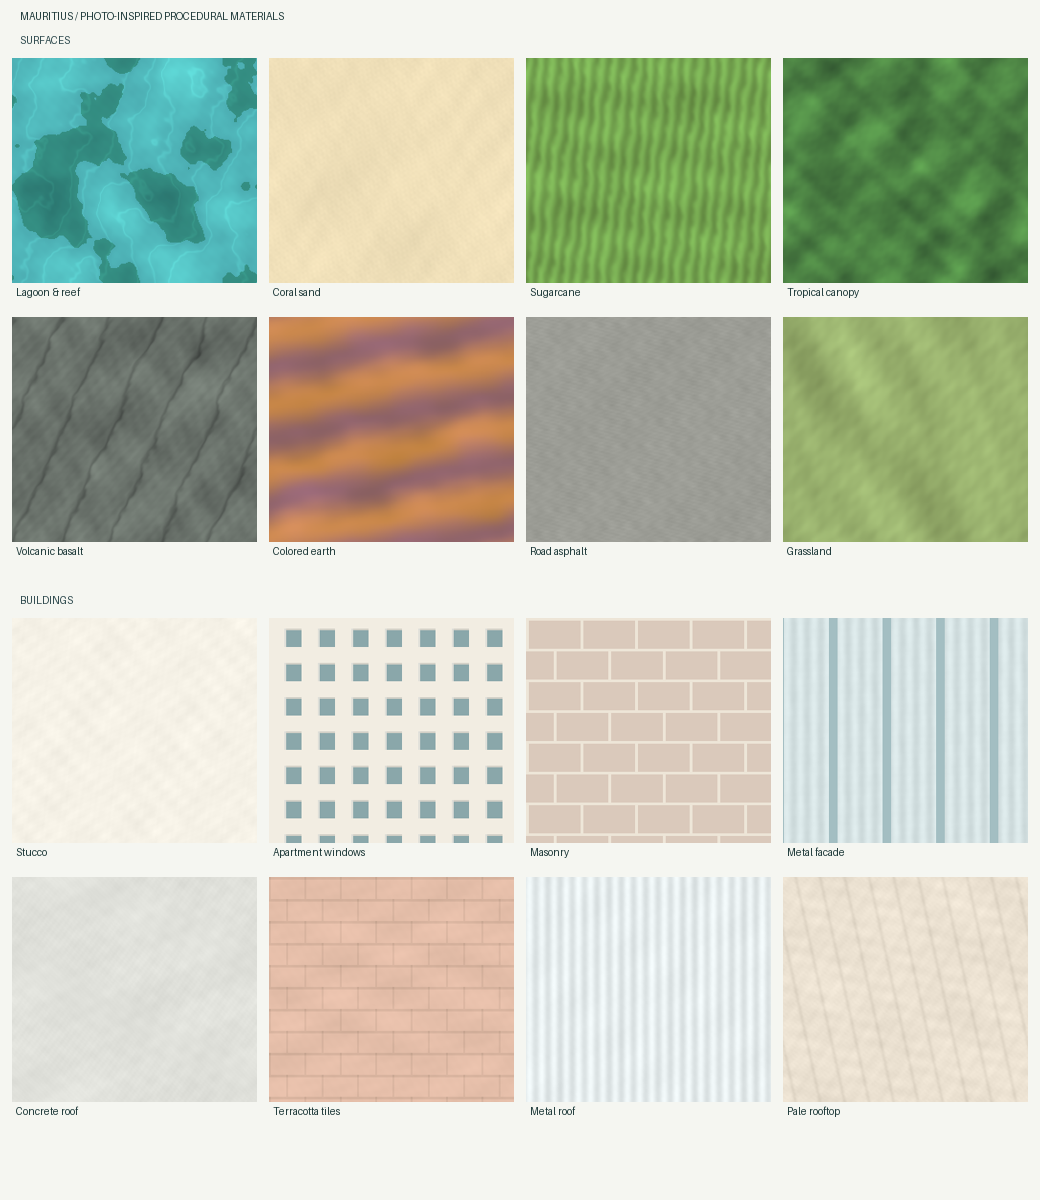 MAURITIUS / PHOTO-INSPIRED PROCEDURAL MATERIALS
SURFACES
Lagoon & reef
Coral sand
Sugarcane
Tropical canopy
Volcanic basalt
Colored earth
Road asphalt
Grassland
BUILDINGS
Stucco
Apartment windows
Masonry
Metal facade
Concrete roof
Terracotta tiles
Metal roof
Pale rooftop